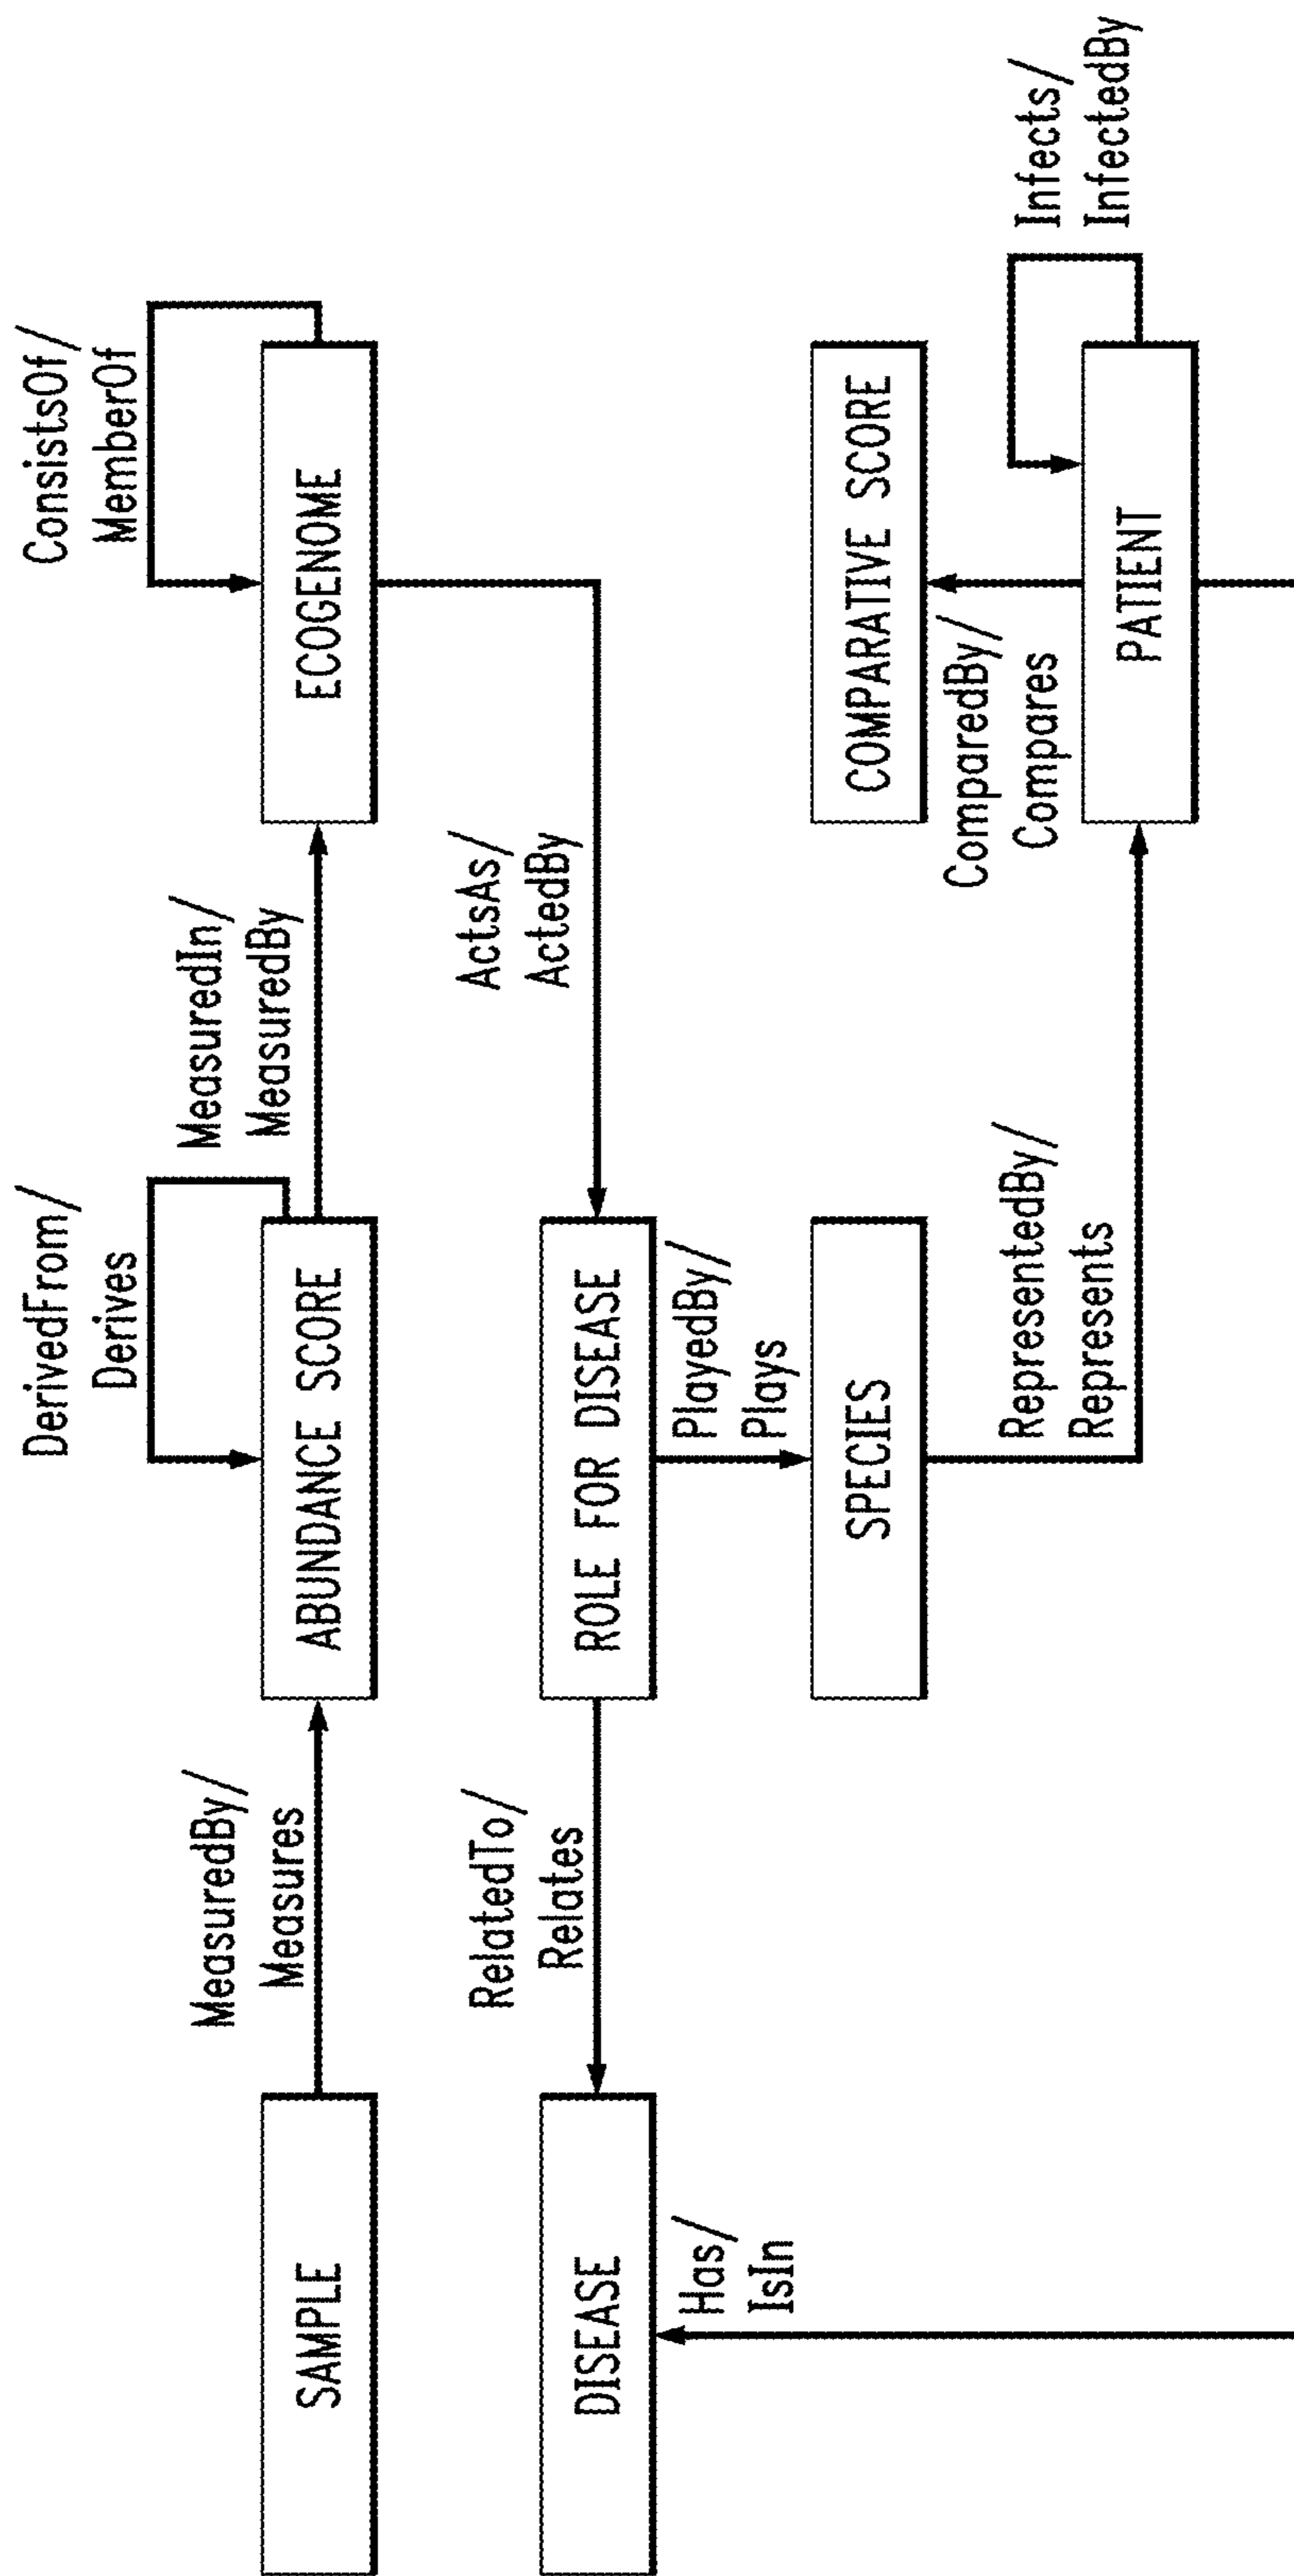 DerivedFrom/
Derives
ConsistsOf/
MemberOf
SAMPLE
MeasuredBy/
Measures
ABUNDANCE SCORE
MeasuredIn/
MeasuredBy
ECOGENOME
DISEASE
RelatedTo/
Relates
ROLE FOR DISEASE
ActsAs/
ActedBy
Has/
IsIn
PlayedBy/
Plays
SPECIES
COMPARATIVE SCORE
ComparedBy/
Compares
RepresentedBy/
Represents
PATIENT
Infects/
InfectedBy